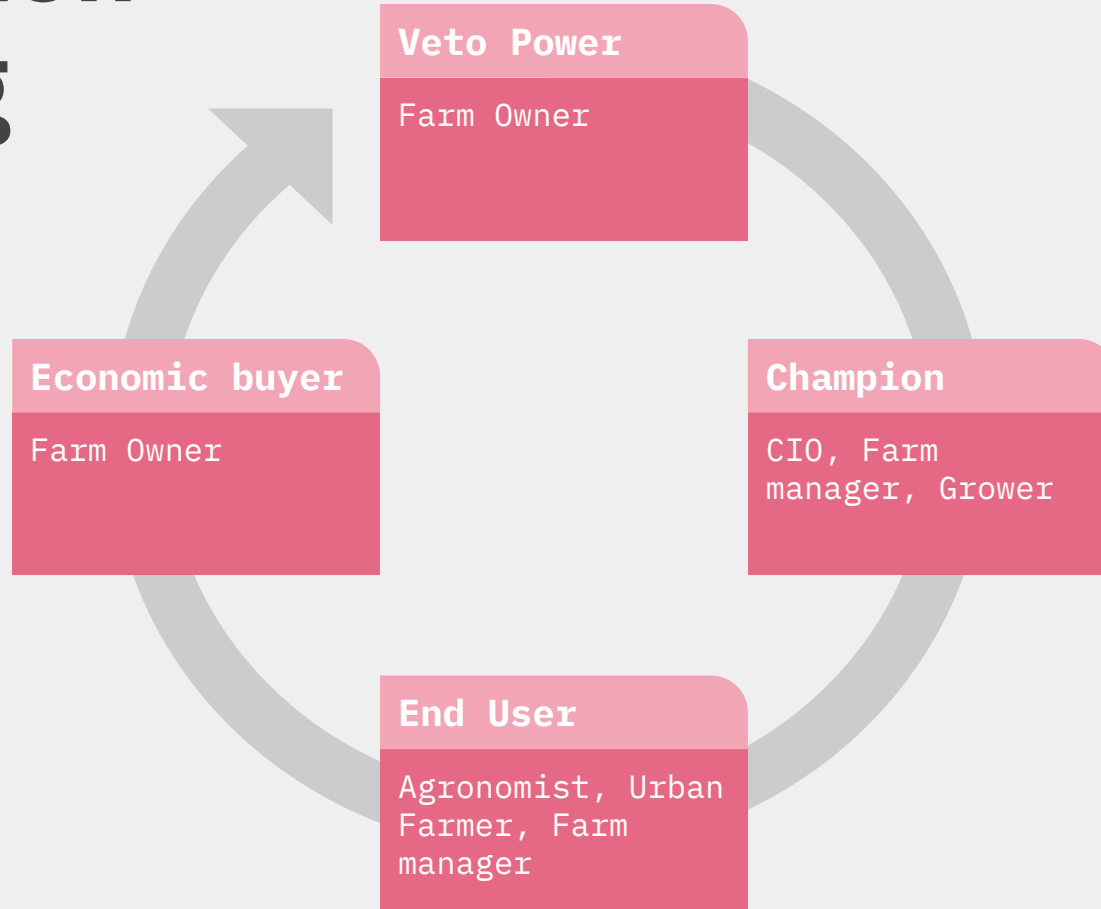 Veto Power
Farm Owner
Economic buyer
Farm Owner
Champion
CIO, Farm
manager, Grower
End User
Agronomist, Urban
Farmer, Farm
manager